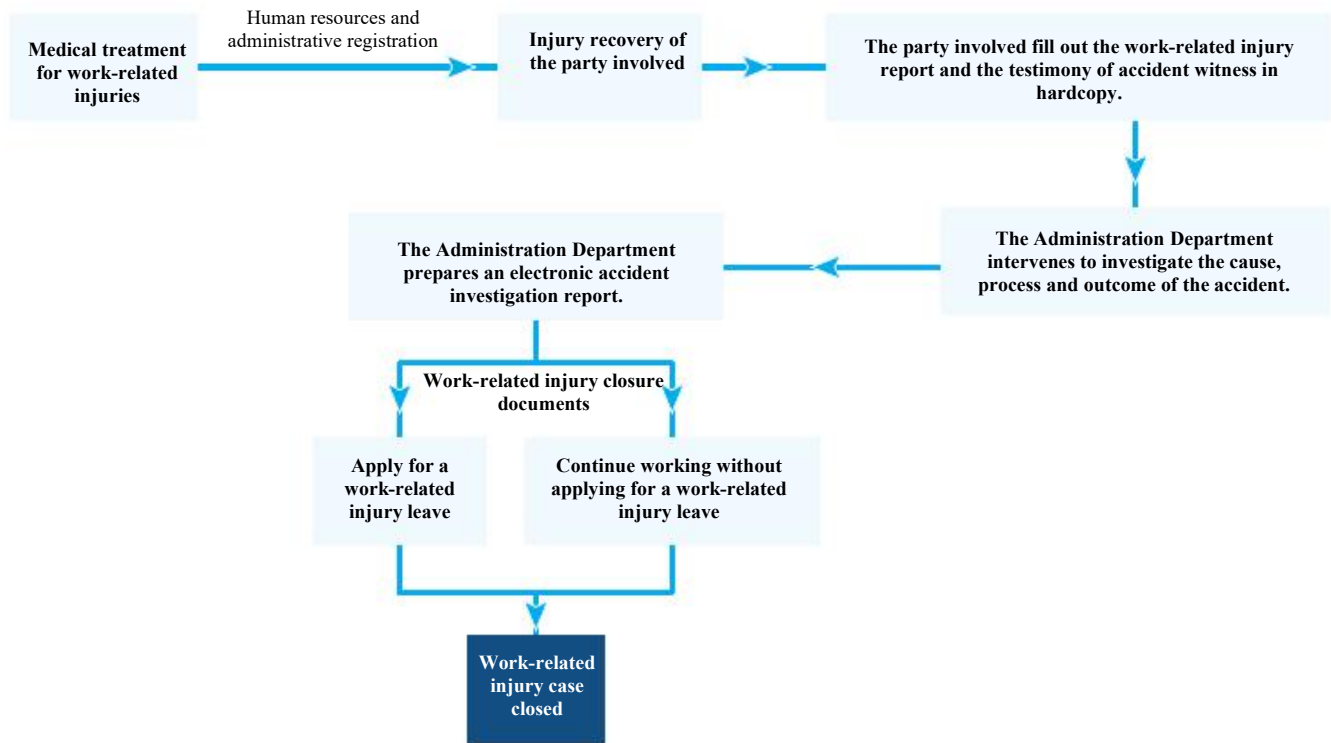 Medical treatment
for work-related
injuries
Human resources and
administrative registration
Injury recovery of
the party involved
The party involved fill out the work-related injury
report and the testimony of accident witness in
hardcopy.
The Administration Department
intervenes to investigate the cause,
process and outcome of the accident.
The Administration Department
prepares an electronic accident
investigation report.
Work-related injury closure
documents
Apply for a
work-related
injury leave
Continue working without
applying for a work-related
injury leave
Work-related
injury case
closed